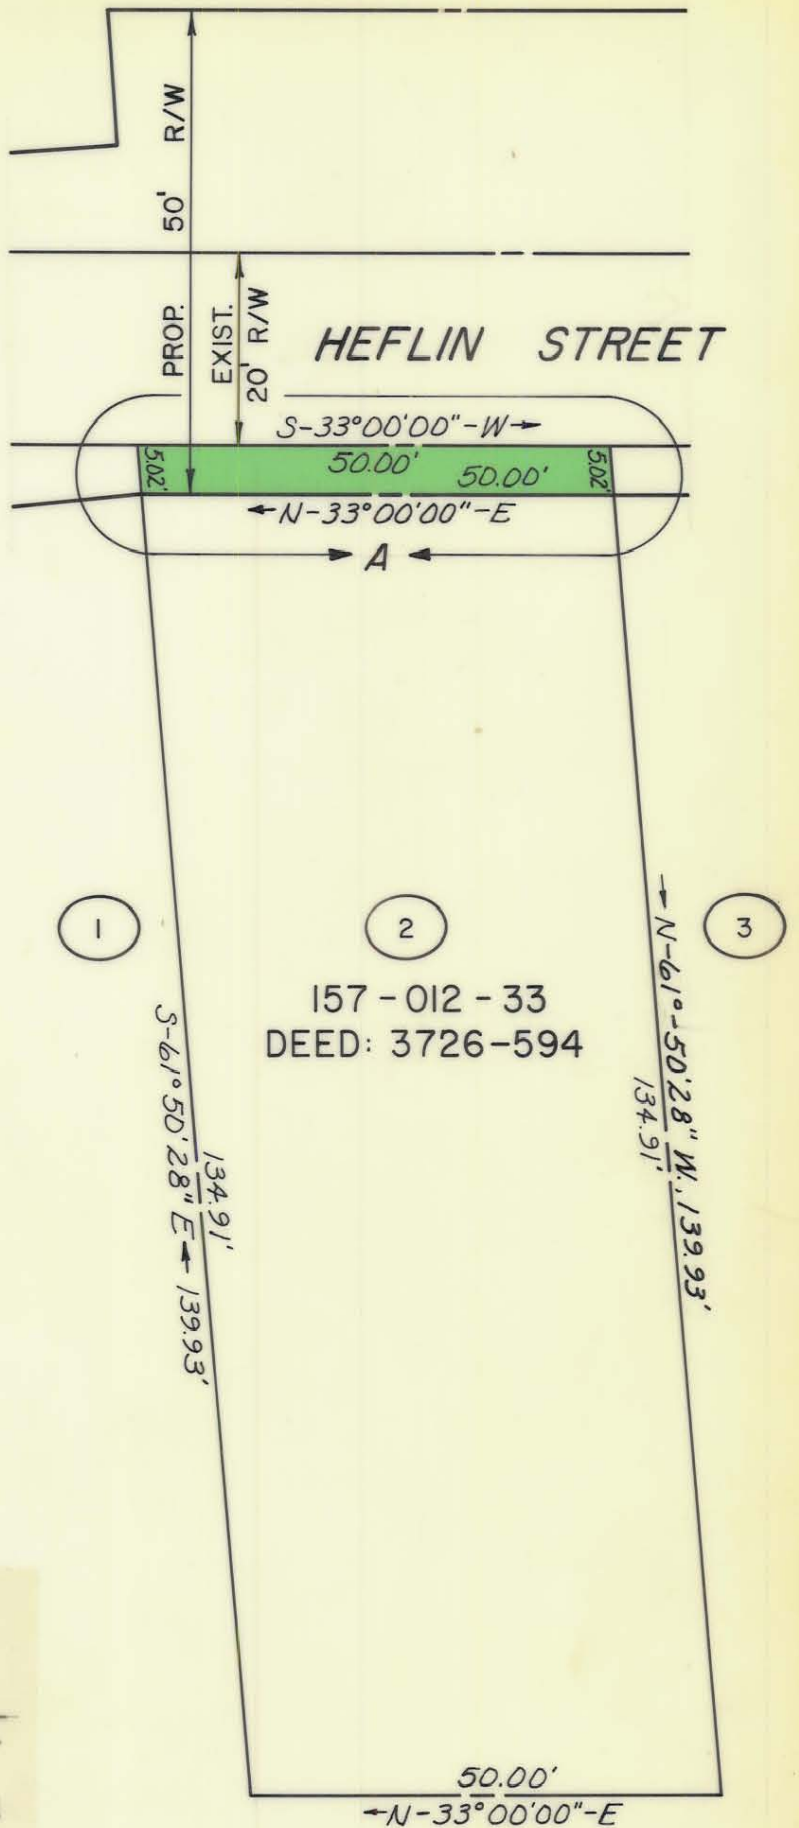 PROP. 50' R/W
EXIST.
20' R/W
HEFLIN STREET
S-33°00'00"-W
5.02'
50.00'
50.00'
5.02'
N-33°00'00"-E
A
1
2
3
157-012-33
DEED: 3726-594
S-61°50'28"E 139.93'
134.91'
N-61°-50'28" W., 139.93'
134.91'
50.00'
N-33°00'00"-E